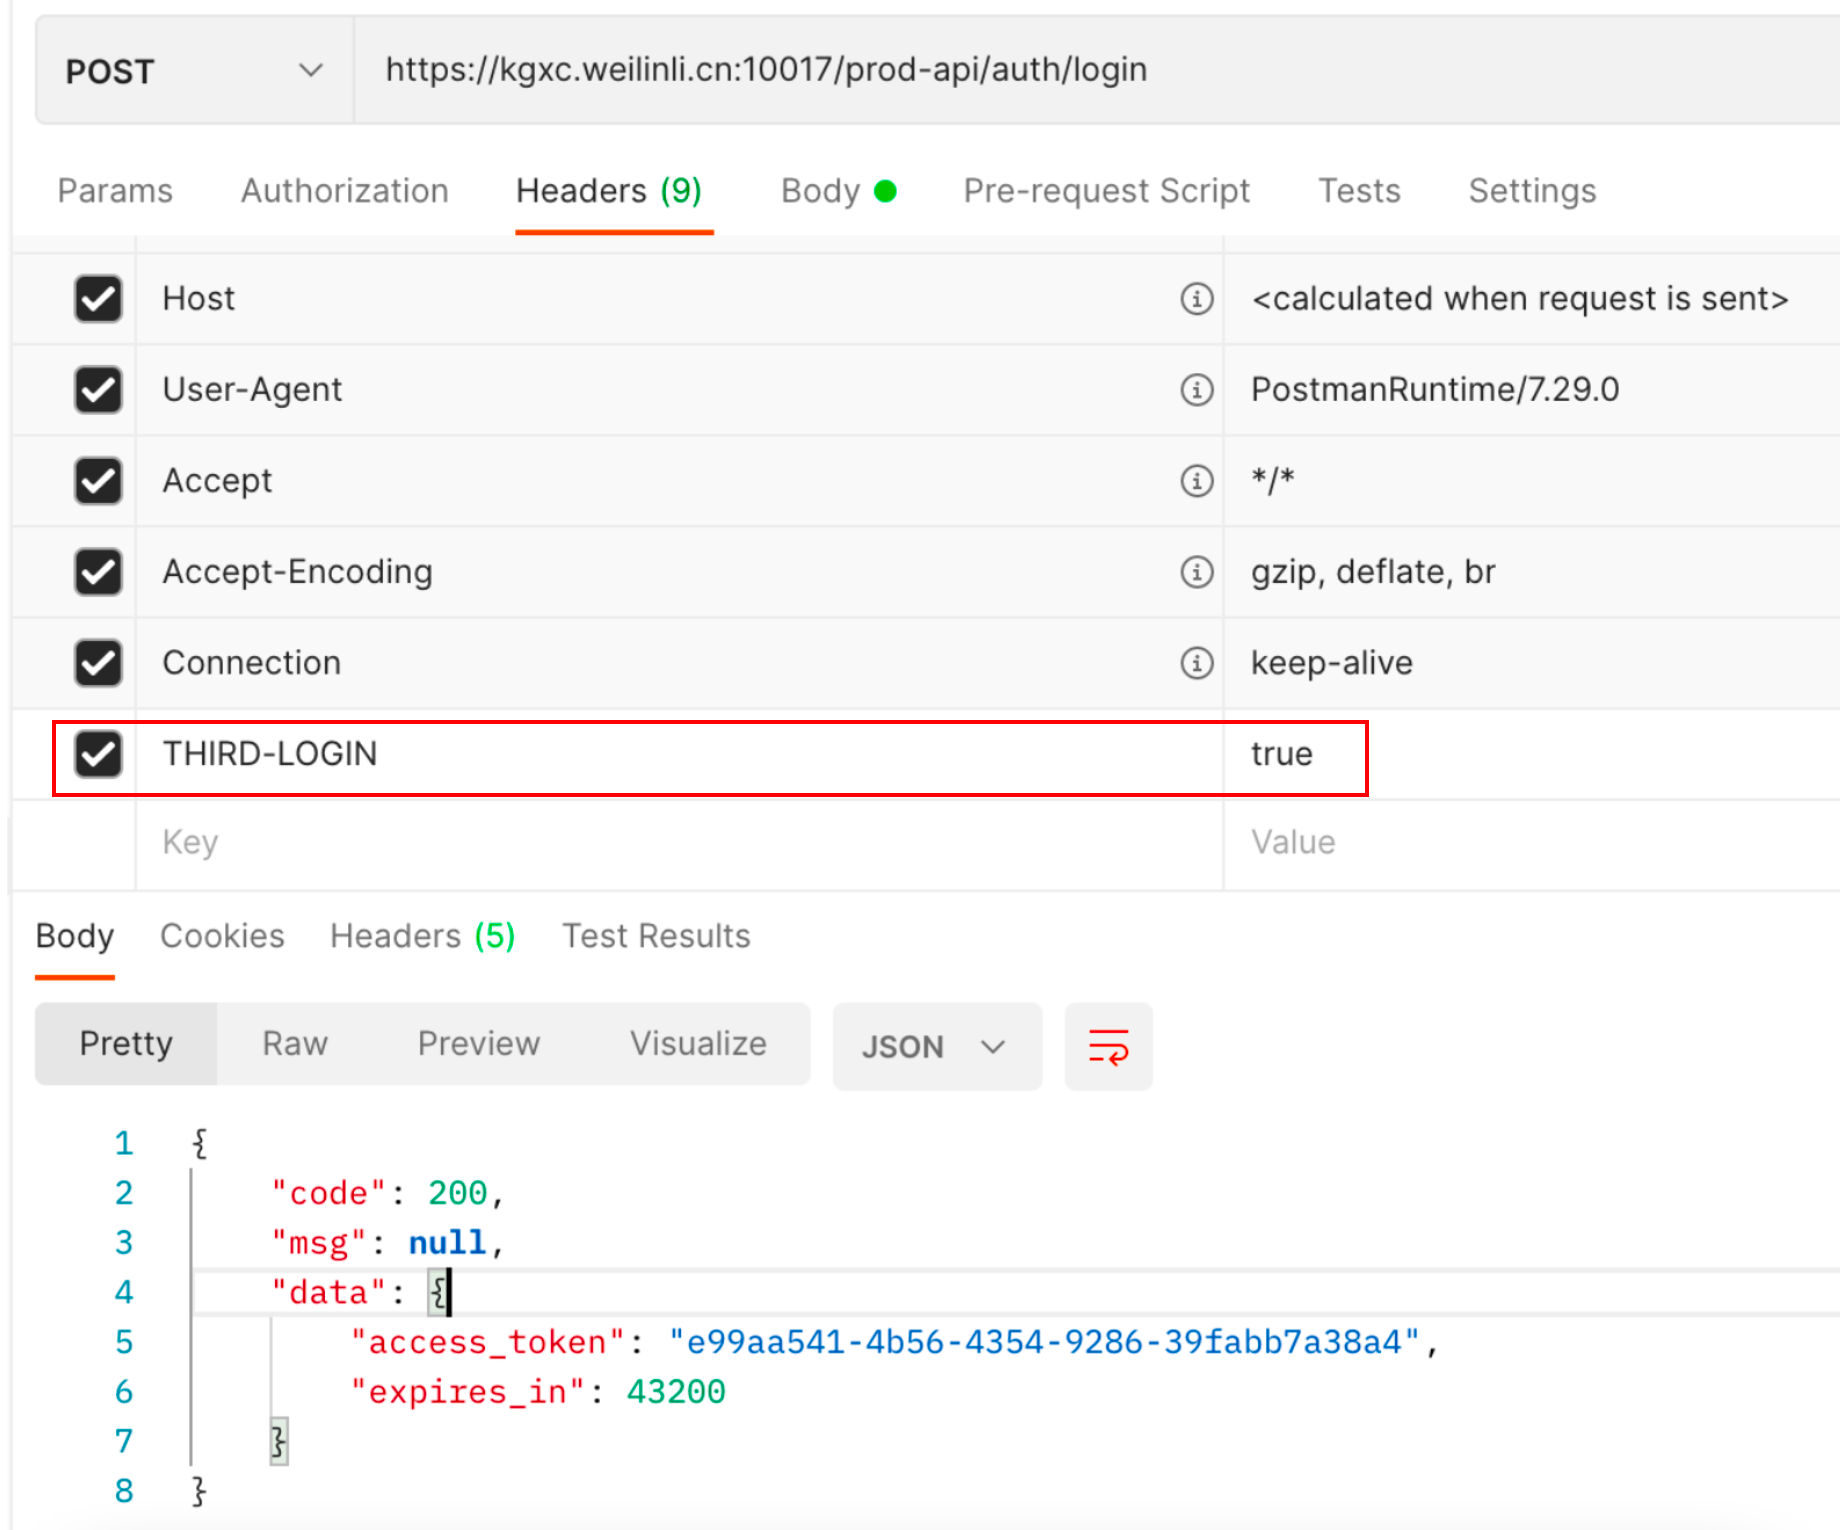 POST https://kgxc.weilinli.cn:10017/prod-api/auth/login
Params Authorization Headers (9) Body Pre-request Script Tests Settings
Host <calculated when request is sent>
User-Agent PostmanRuntime/7.29.0
Accept */*
Accept-Encoding gzip, deflate, br
Connection keep-alive
THIRD-LOGIN true
Key Value
Body Cookies Headers (5) Test Results
Pretty Raw Preview Visualize JSON
1 {
2 "code": 200,
3 "msg": null,
4 "data": {
5 "access_token": "e99aa541-4b56-4354-9286-39fabb7a38a4",
6 "expires_in": 43200
7 }
8 }